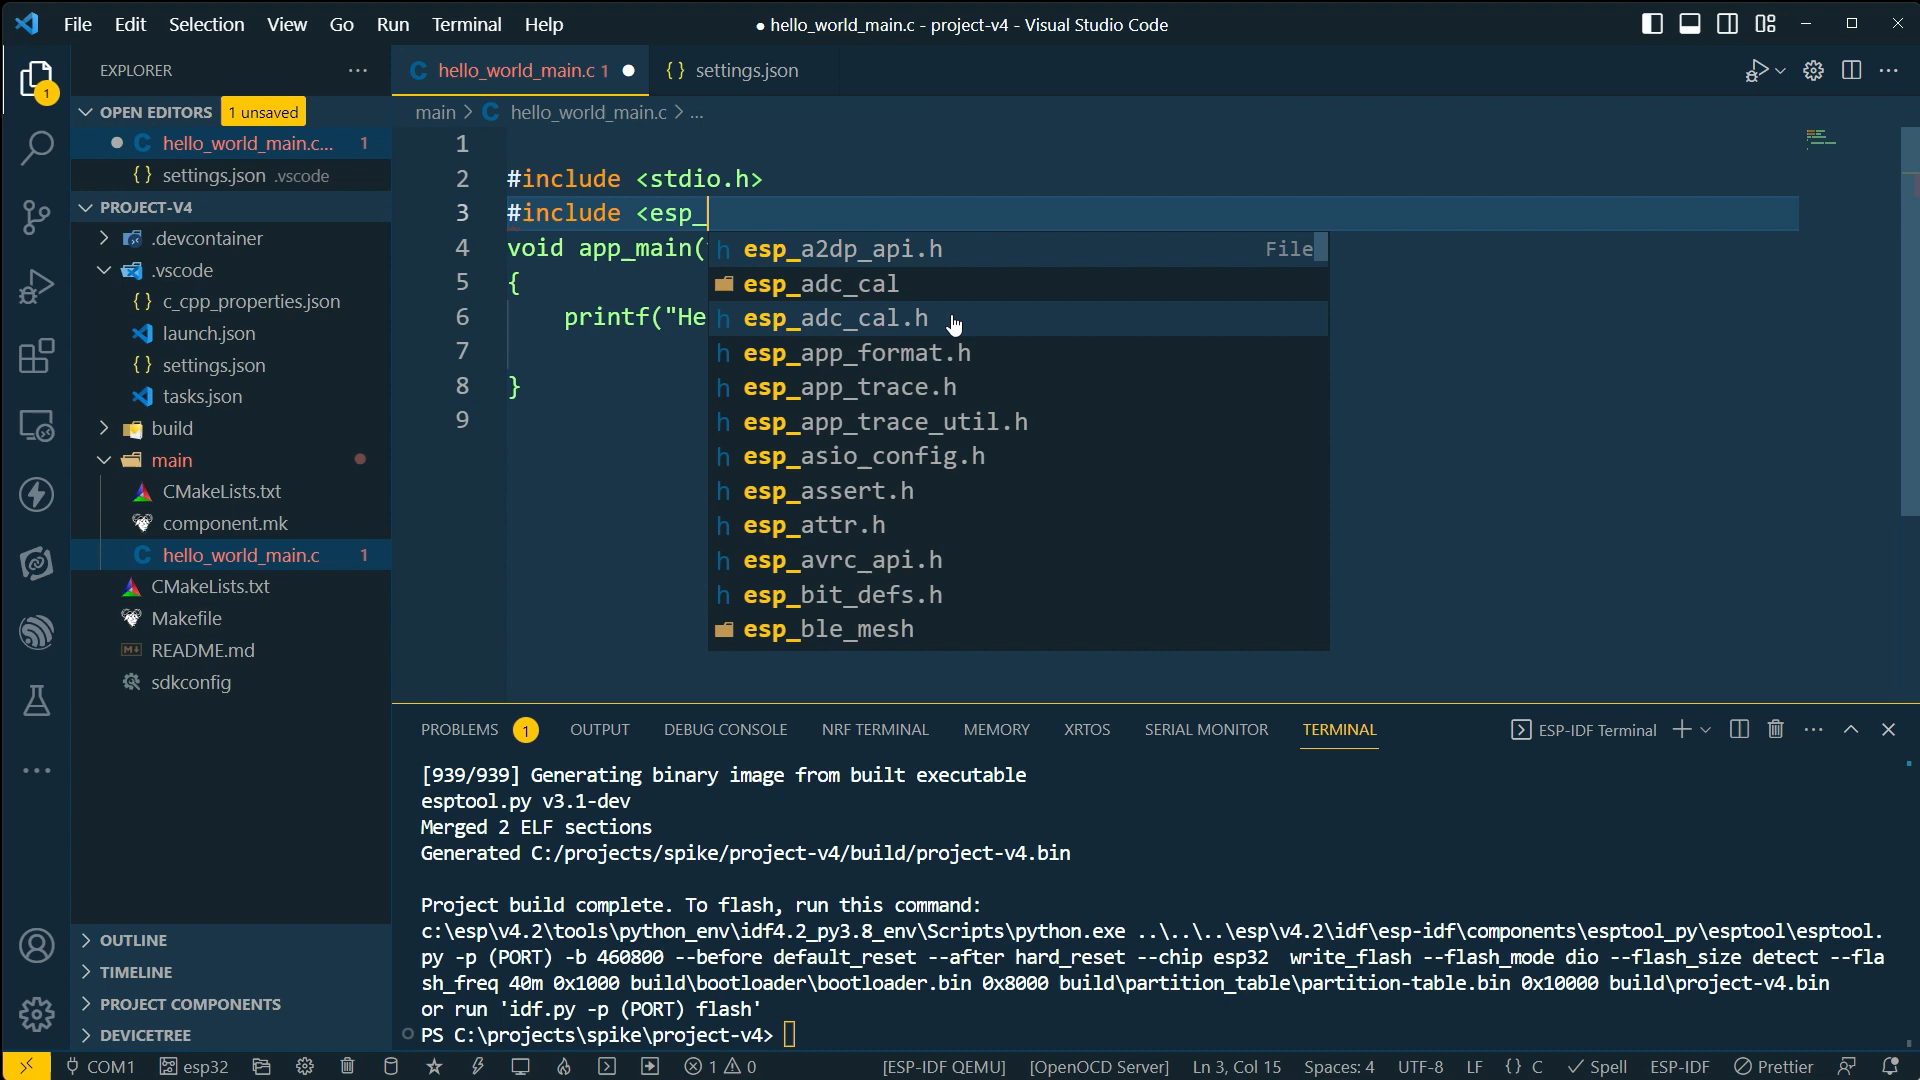 File Edit Selection View Go Run Terminal Help
● hello_world_main.c - project-v4 - Visual Studio Code
EXPLORER ...
hello_world_main.c 1
settings.json
1
OPEN EDITORS 1 unsaved
main > hello_world_main.c > ...
hello_world_main.c... 1
settings.json .vscode
PROJECT-V4
.devcontainer
.vscode
c_cpp_properties.json
launch.json
settings.json
tasks.json
build
main
CMakeLists.txt
component.mk
hello_world_main.c 1
CMakeLists.txt
Makefile
README.md
sdkconfig
OUTLINE
TIMELINE
PROJECT COMPONENTS
DEVICETREE
1
2 #include <stdio.h>
3 #include <esp_
4 void app_main(
5 {
6 printf("He
7
8 }
9
esp_a2dp_api.h File
esp_adc_cal
esp_adc_cal.h
esp_app_format.h
esp_app_trace.h
esp_app_trace_util.h
esp_asio_config.h
esp_assert.h
esp_attr.h
esp_avrc_api.h
esp_bit_defs.h
esp_ble_mesh
PROBLEMS 1 OUTPUT DEBUG CONSOLE NRF TERMINAL MEMORY XRTOS SERIAL MONITOR TERMINAL ESP-IDF Terminal
[939/939] Generating binary image from built executable
esptool.py v3.1-dev
Merged 2 ELF sections
Generated C:/projects/spike/project-v4/build/project-v4.bin
Project build complete. To flash, run this command:
c:\esp\v4.2\tools\python_env\idf4.2_py3.8_env\Scripts\python.exe ..\..\..\esp\v4.2\idf\esp-idf\components\esptool_py\esptool\esptool.
py -p (PORT) -b 460800 --before default_reset --after hard_reset --chip esp32  write_flash --flash_mode dio --flash_size detect --fla
sh_freq 40m 0x1000 build\bootloader\bootloader.bin 0x8000 build\partition_table\partition-table.bin 0x10000 build\project-v4.bin
or run 'idf.py -p (PORT) flash'
PS C:\projects\spike\project-v4>
COM1 esp32 1 0 [ESP-IDF QEMU] [OpenOCD Server] Ln 3, Col 15 Spaces: 4 UTF-8 LF {} C Spell ESP-IDF Prettier